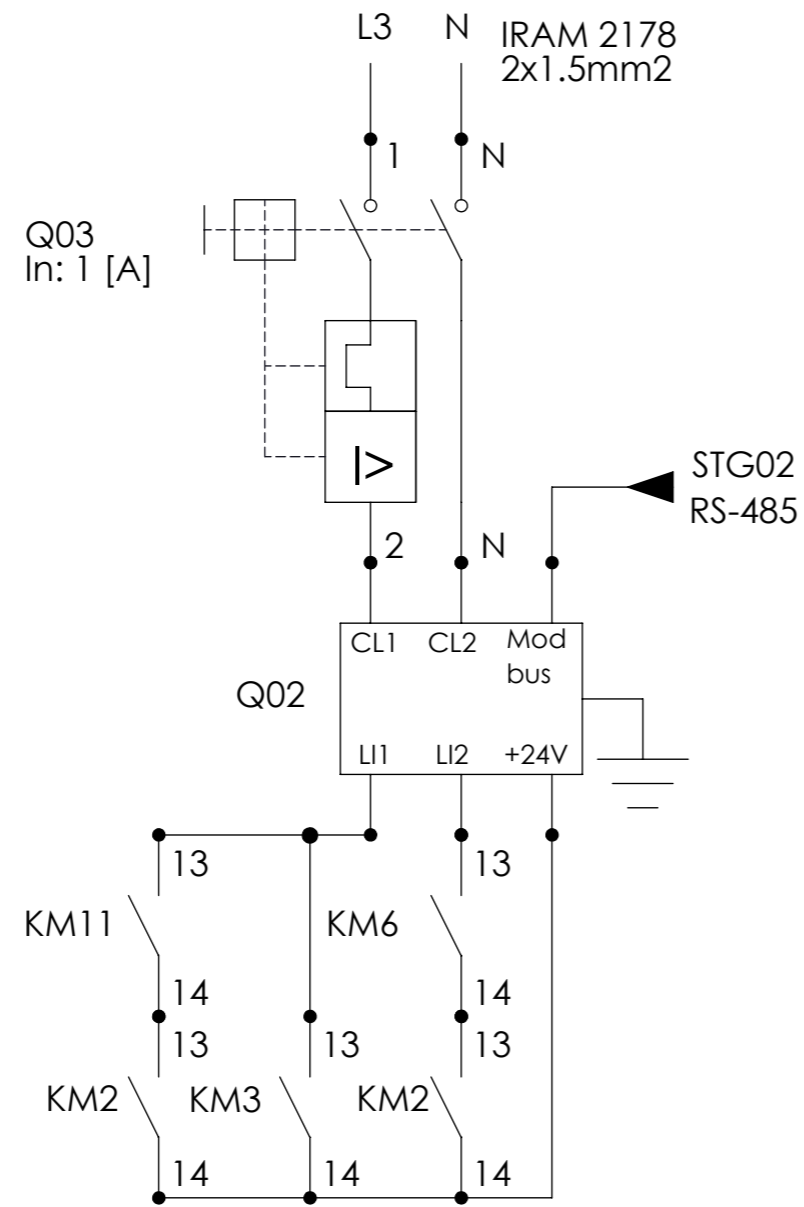 L3 N IRAM 2178
2x1.5mm2
1 N
Q03
In: 1 [A]
I>
STG02
RS-485
2 N
CL1 CL2 Mod
bus
Q02
LI1 LI2 +24V
13 13
KM11 KM6
14 14
13 13 13
KM2 KM3 KM2
14 14 14